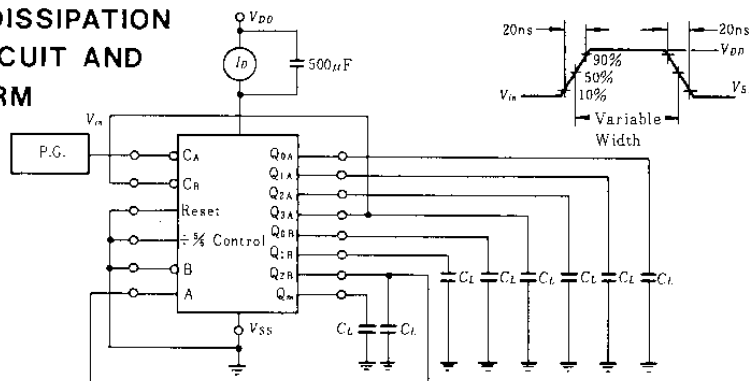 DISSIPATION
CUIT AND
RM
V_DD
I_D
500μF
20ns
20ns
V_DD
90%
50%
10%
V_in
V_S
Variable
Width
V_in
P.G.
C_A
C_B
Reset
÷5/6 Control
B
A
Q_0A
Q_1A
Q_2A
Q_3A
Q_0B
Q_1B
Q_2B
Q_m
V_SS
C_L
C_L
C_L
C_L
C_L
C_L
C_L
C_L